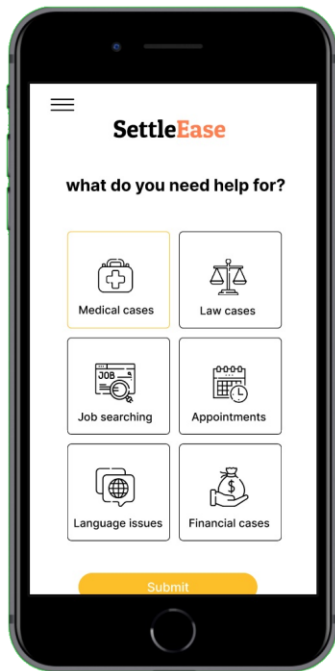 SettleEase
what do you need help for?
Medical cases
Law cases
JOB
Job searching
Appointments
Language issues
$
Financial cases
Submit